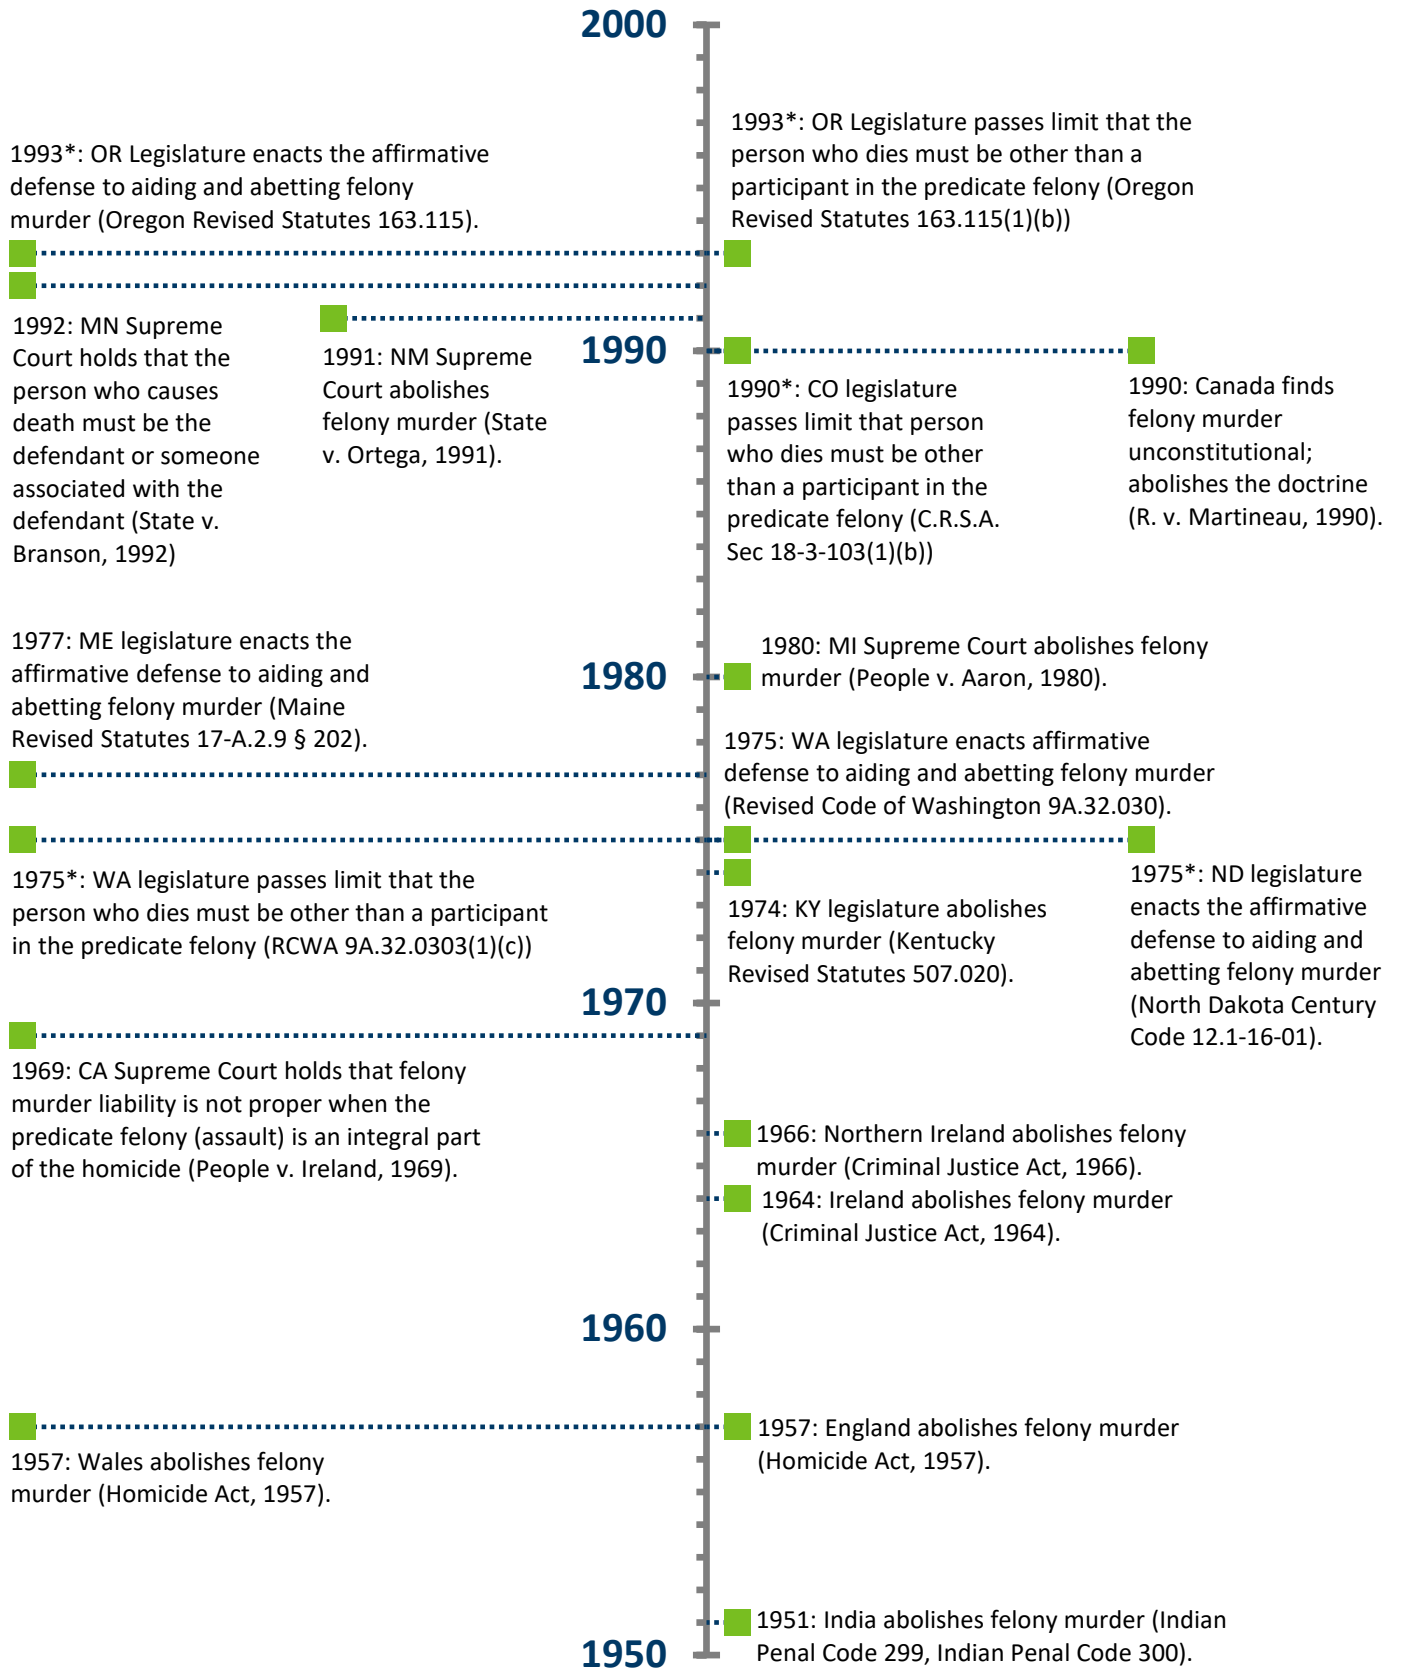 2000
1993*: OR Legislature enacts the affirmative
defense to aiding and abetting felony
murder (Oregon Revised Statutes 163.115).
1993*: OR Legislature passes limit that the
person who dies must be other than a
participant in the predicate felony (Oregon
Revised Statutes 163.115(1)(b))
1992: MN Supreme
Court holds that the
person who causes
death must be the
defendant or someone
associated with the
defendant (State v.
Branson, 1992)
1991: NM Supreme
Court abolishes
felony murder (State
v. Ortega, 1991).
1990
1990*: CO legislature
passes limit that person
who dies must be other
than a participant in the
predicate felony (C.R.S.A.
Sec 18-3-103(1)(b))
1990: Canada finds
felony murder
unconstitutional;
abolishes the doctrine
(R. v. Martineau, 1990).
1977: ME legislature enacts the
affirmative defense to aiding and
abetting felony murder (Maine
Revised Statutes 17-A.2.9 § 202).
1980
1980: MI Supreme Court abolishes felony
murder (People v. Aaron, 1980).
1975: WA legislature enacts affirmative
defense to aiding and abetting felony murder
(Revised Code of Washington 9A.32.030).
1975*: WA legislature passes limit that the
person who dies must be other than a participant
in the predicate felony (RCWA 9A.32.0303(1)(c))
1974: KY legislature abolishes
felony murder (Kentucky
Revised Statutes 507.020).
1975*: ND legislature
enacts the affirmative
defense to aiding and
abetting felony murder
(North Dakota Century
Code 12.1-16-01).
1970
1969: CA Supreme Court holds that felony
murder liability is not proper when the
predicate felony (assault) is an integral part
of the homicide (People v. Ireland, 1969).
1966: Northern Ireland abolishes felony
murder (Criminal Justice Act, 1966).
1964: Ireland abolishes felony murder
(Criminal Justice Act, 1964).
1960
1957: Wales abolishes felony
murder (Homicide Act, 1957).
1957: England abolishes felony murder
(Homicide Act, 1957).
1951: India abolishes felony murder (Indian
Penal Code 299, Indian Penal Code 300).
1950